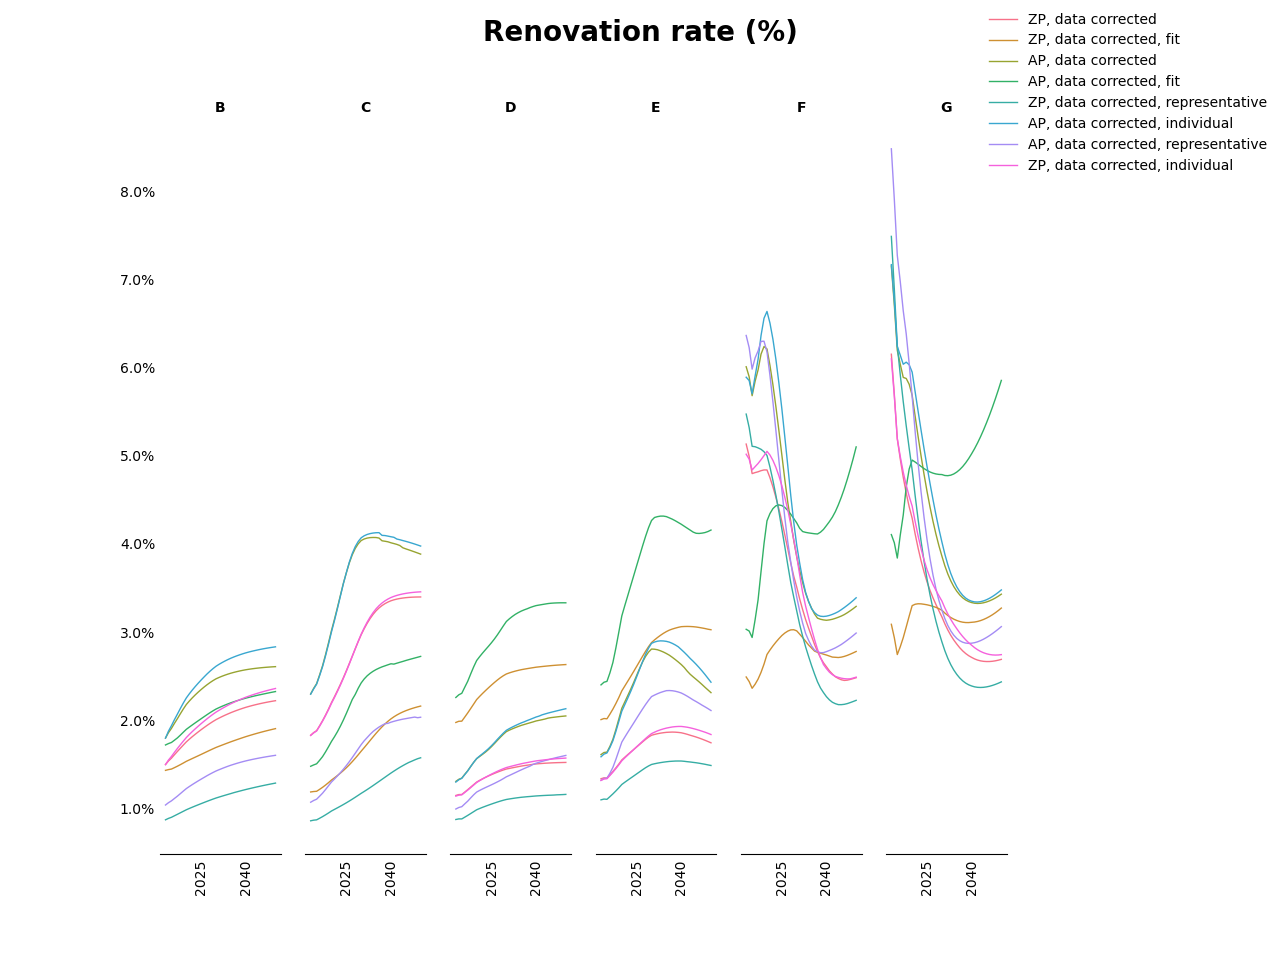 Renovation rate (%)
ZP, data corrected
ZP, data corrected, fit
AP, data corrected
AP, data corrected, fit
ZP, data corrected, representative
AP, data corrected, individual
AP, data corrected, representative
ZP, data corrected, individual
B C D E F G
8.0%
7.0%
6.0%
5.0%
4.0%
3.0%
2.0%
1.0%
2025 2040 2025 2040 2025 2040 2025 2040 2025 2040 2025 2040